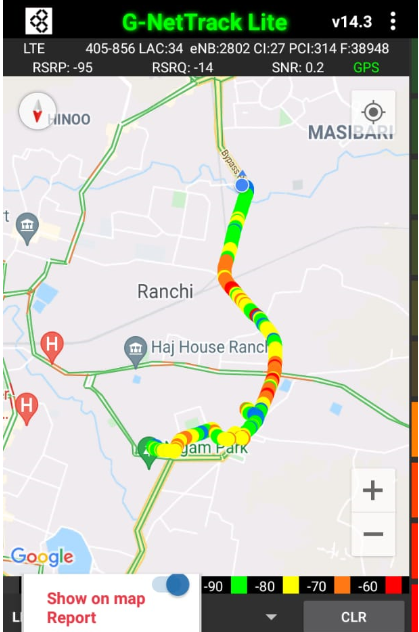 G-NetTrack Lite v14.3
LTE 405-856 LAC:34 eNB:2802 CI:27 PCI:314 F:38948
RSRP: -95 RSRQ: -14 SNR: 0.2 GPS
HINOO
MASIBARI
Bypass
Ranchi
H
Haj House Ranc
H
gam Park
+
−
Google
-90 -80 -70 -60
Show on map
Report
CLR